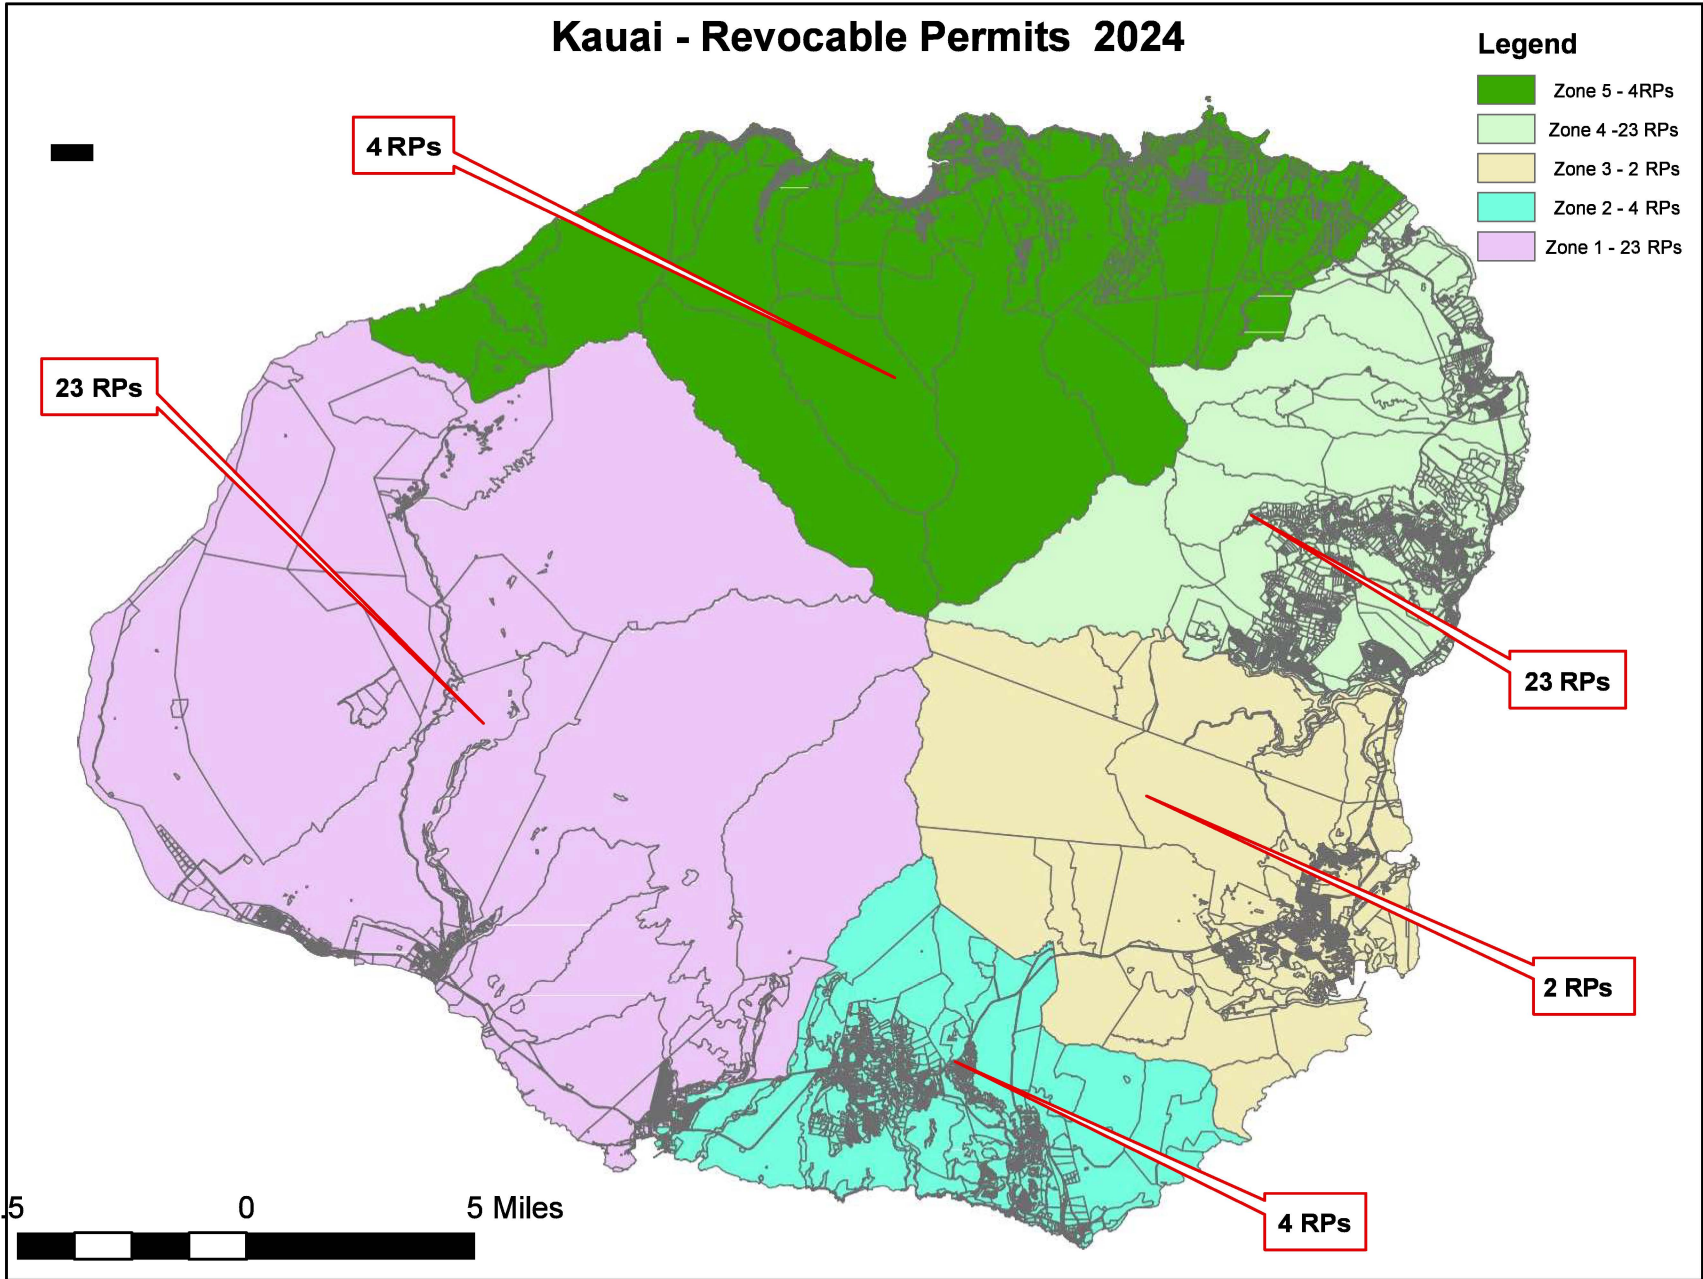 Kauai - Revocable Permits 2024
Legend
Zone 5 - 4RPs
Zone 4 -23 RPs
Zone 3 - 2 RPs
Zone 2 - 4 RPs
Zone 1 - 23 RPs
4 RPs
23 RPs
23 RPs
2 RPs
4 RPs
.5 0 5 Miles